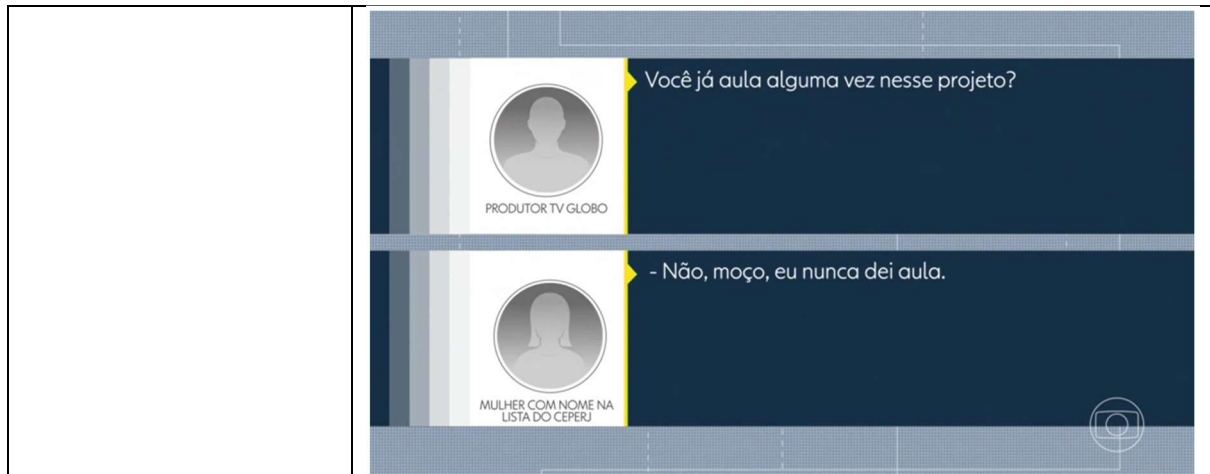 Você já aula alguma vez nesse projeto?
PRODUTOR TV GLOBO
- Não, moço, eu nunca dei aula.
MULHER COM NOME NA
LISTA DO CEPERJ